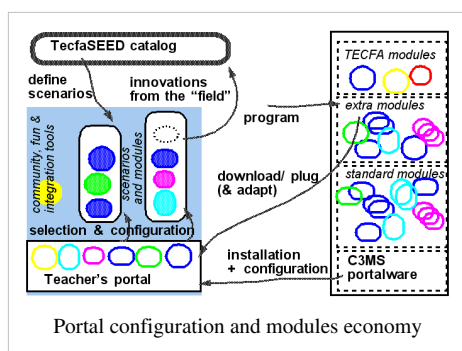 TecfaSEED catalog
define
scenarios
innovations
from the “field”
community, fun &
integration tools
scenarios
and modules
selection & configuration
Teacher's portal
program
download/ plug
(& adapt)
installation
+ configuration
TECFA modules
extra modules
standard modules
C3MS
portalware
Portal configuration and modules economy